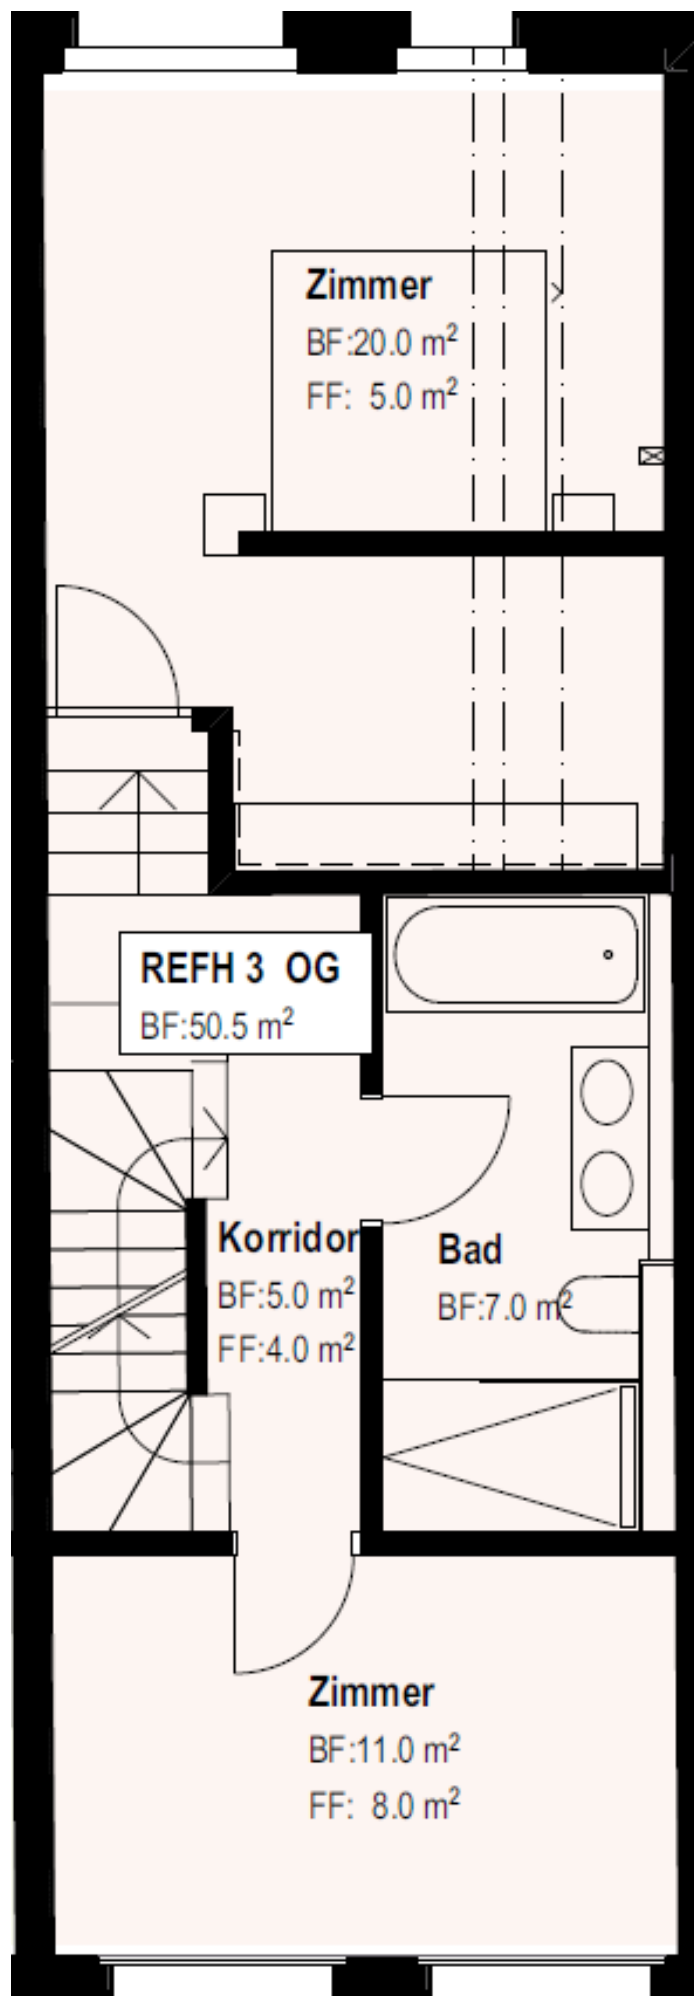 Zimmer
BF:20.0 m²
FF: 5.0 m²
REFH 3 OG
BF:50.5 m²
Korridor
BF:5.0 m²
FF:4.0 m²
Bad
BF:7.0 m²
Zimmer
BF:11.0 m²
FF: 8.0 m²